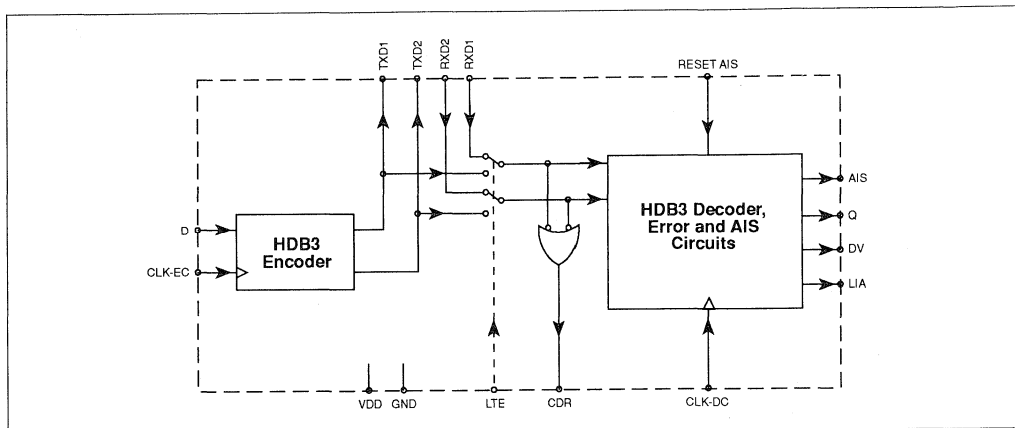 TXD1
TXD2
RXD2
RXD1
RESET AIS
HDB3
Encoder
D
CLK-EC
HDB3 Decoder,
Error and AIS
Circuits
AIS
Q
DV
LIA
VDD
GND
LTE
CDR
CLK-DC